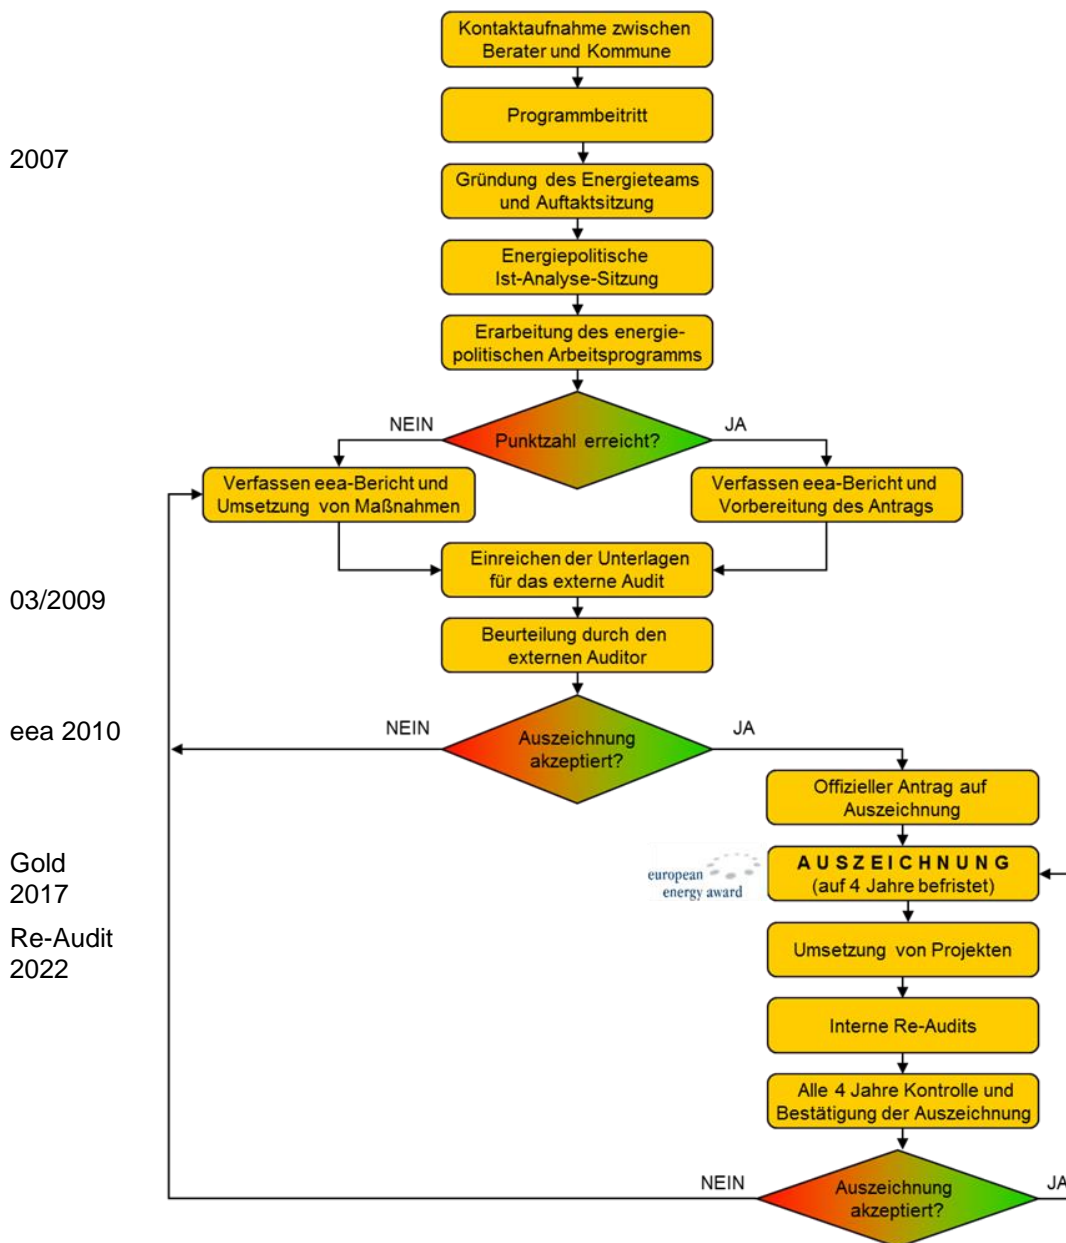 Kontaktaufnahme zwischen
Berater und Kommune
Programmbeitritt
2007
Gründung des Energieteams
und Auftaktsitzung
Energiepolitische
Ist-Analyse-Sitzung
Erarbeitung des energie-
politischen Arbeitsprogramms
NEIN
Punktzahl erreicht?
JA
Verfassen eea-Bericht und
Umsetzung von Maßnahmen
Verfassen eea-Bericht und
Vorbereitung des Antrags
Einreichen der Unterlagen
für das externe Audit
03/2009
Beurteilung durch den
externen Auditor
eea 2010
NEIN
Auszeichnung
akzeptiert?
JA
Offizieller Antrag auf
Auszeichnung
Gold
2017
european
energy award
AUSZEICHNUNG
(auf 4 Jahre befristet)
Re-Audit
2022
Umsetzung von Projekten
Interne Re-Audits
Alle 4 Jahre Kontrolle und
Bestätigung der Auszeichnung
NEIN
Auszeichnung
akzeptiert?
JA